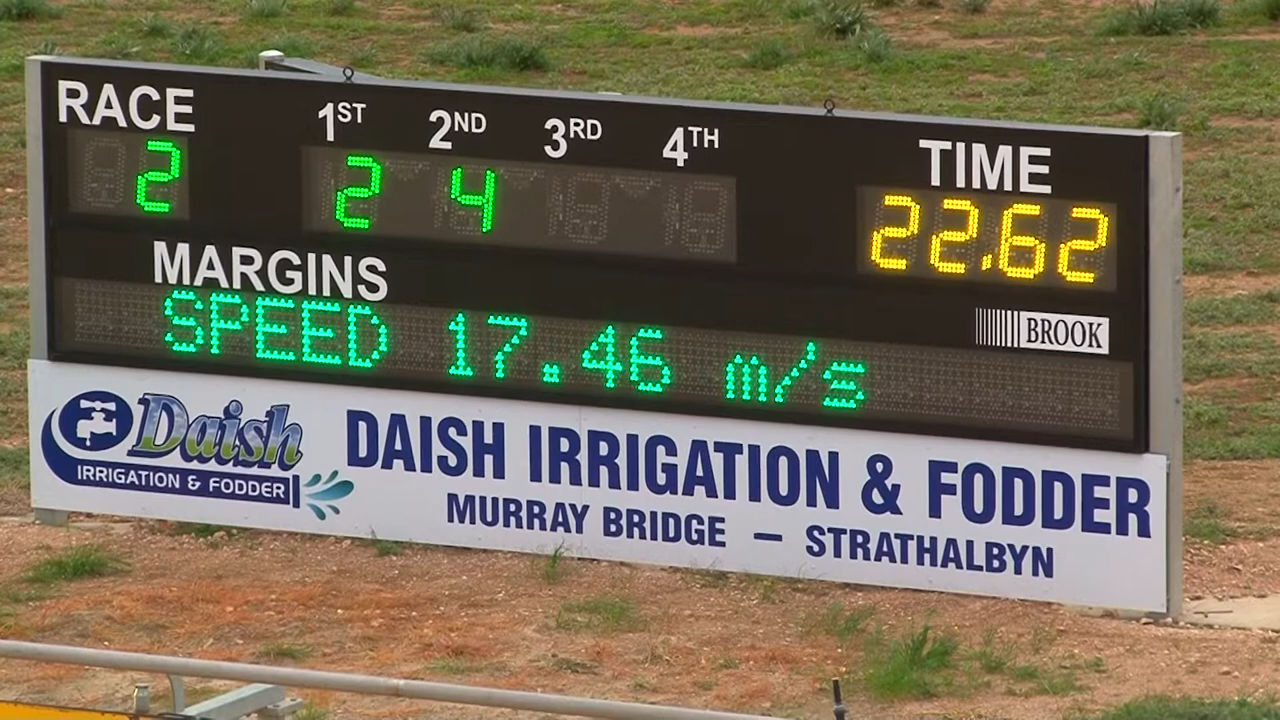 RACE 1ST 2ND 3RD 4TH TIME
2 2 4 22.62
MARGINS
BROOK
SPEED 17.46 m/s
Daish
IRRIGATION & FODDER
DAISH IRRIGATION & FODDER
MURRAY BRIDGE – STRATHALBYN